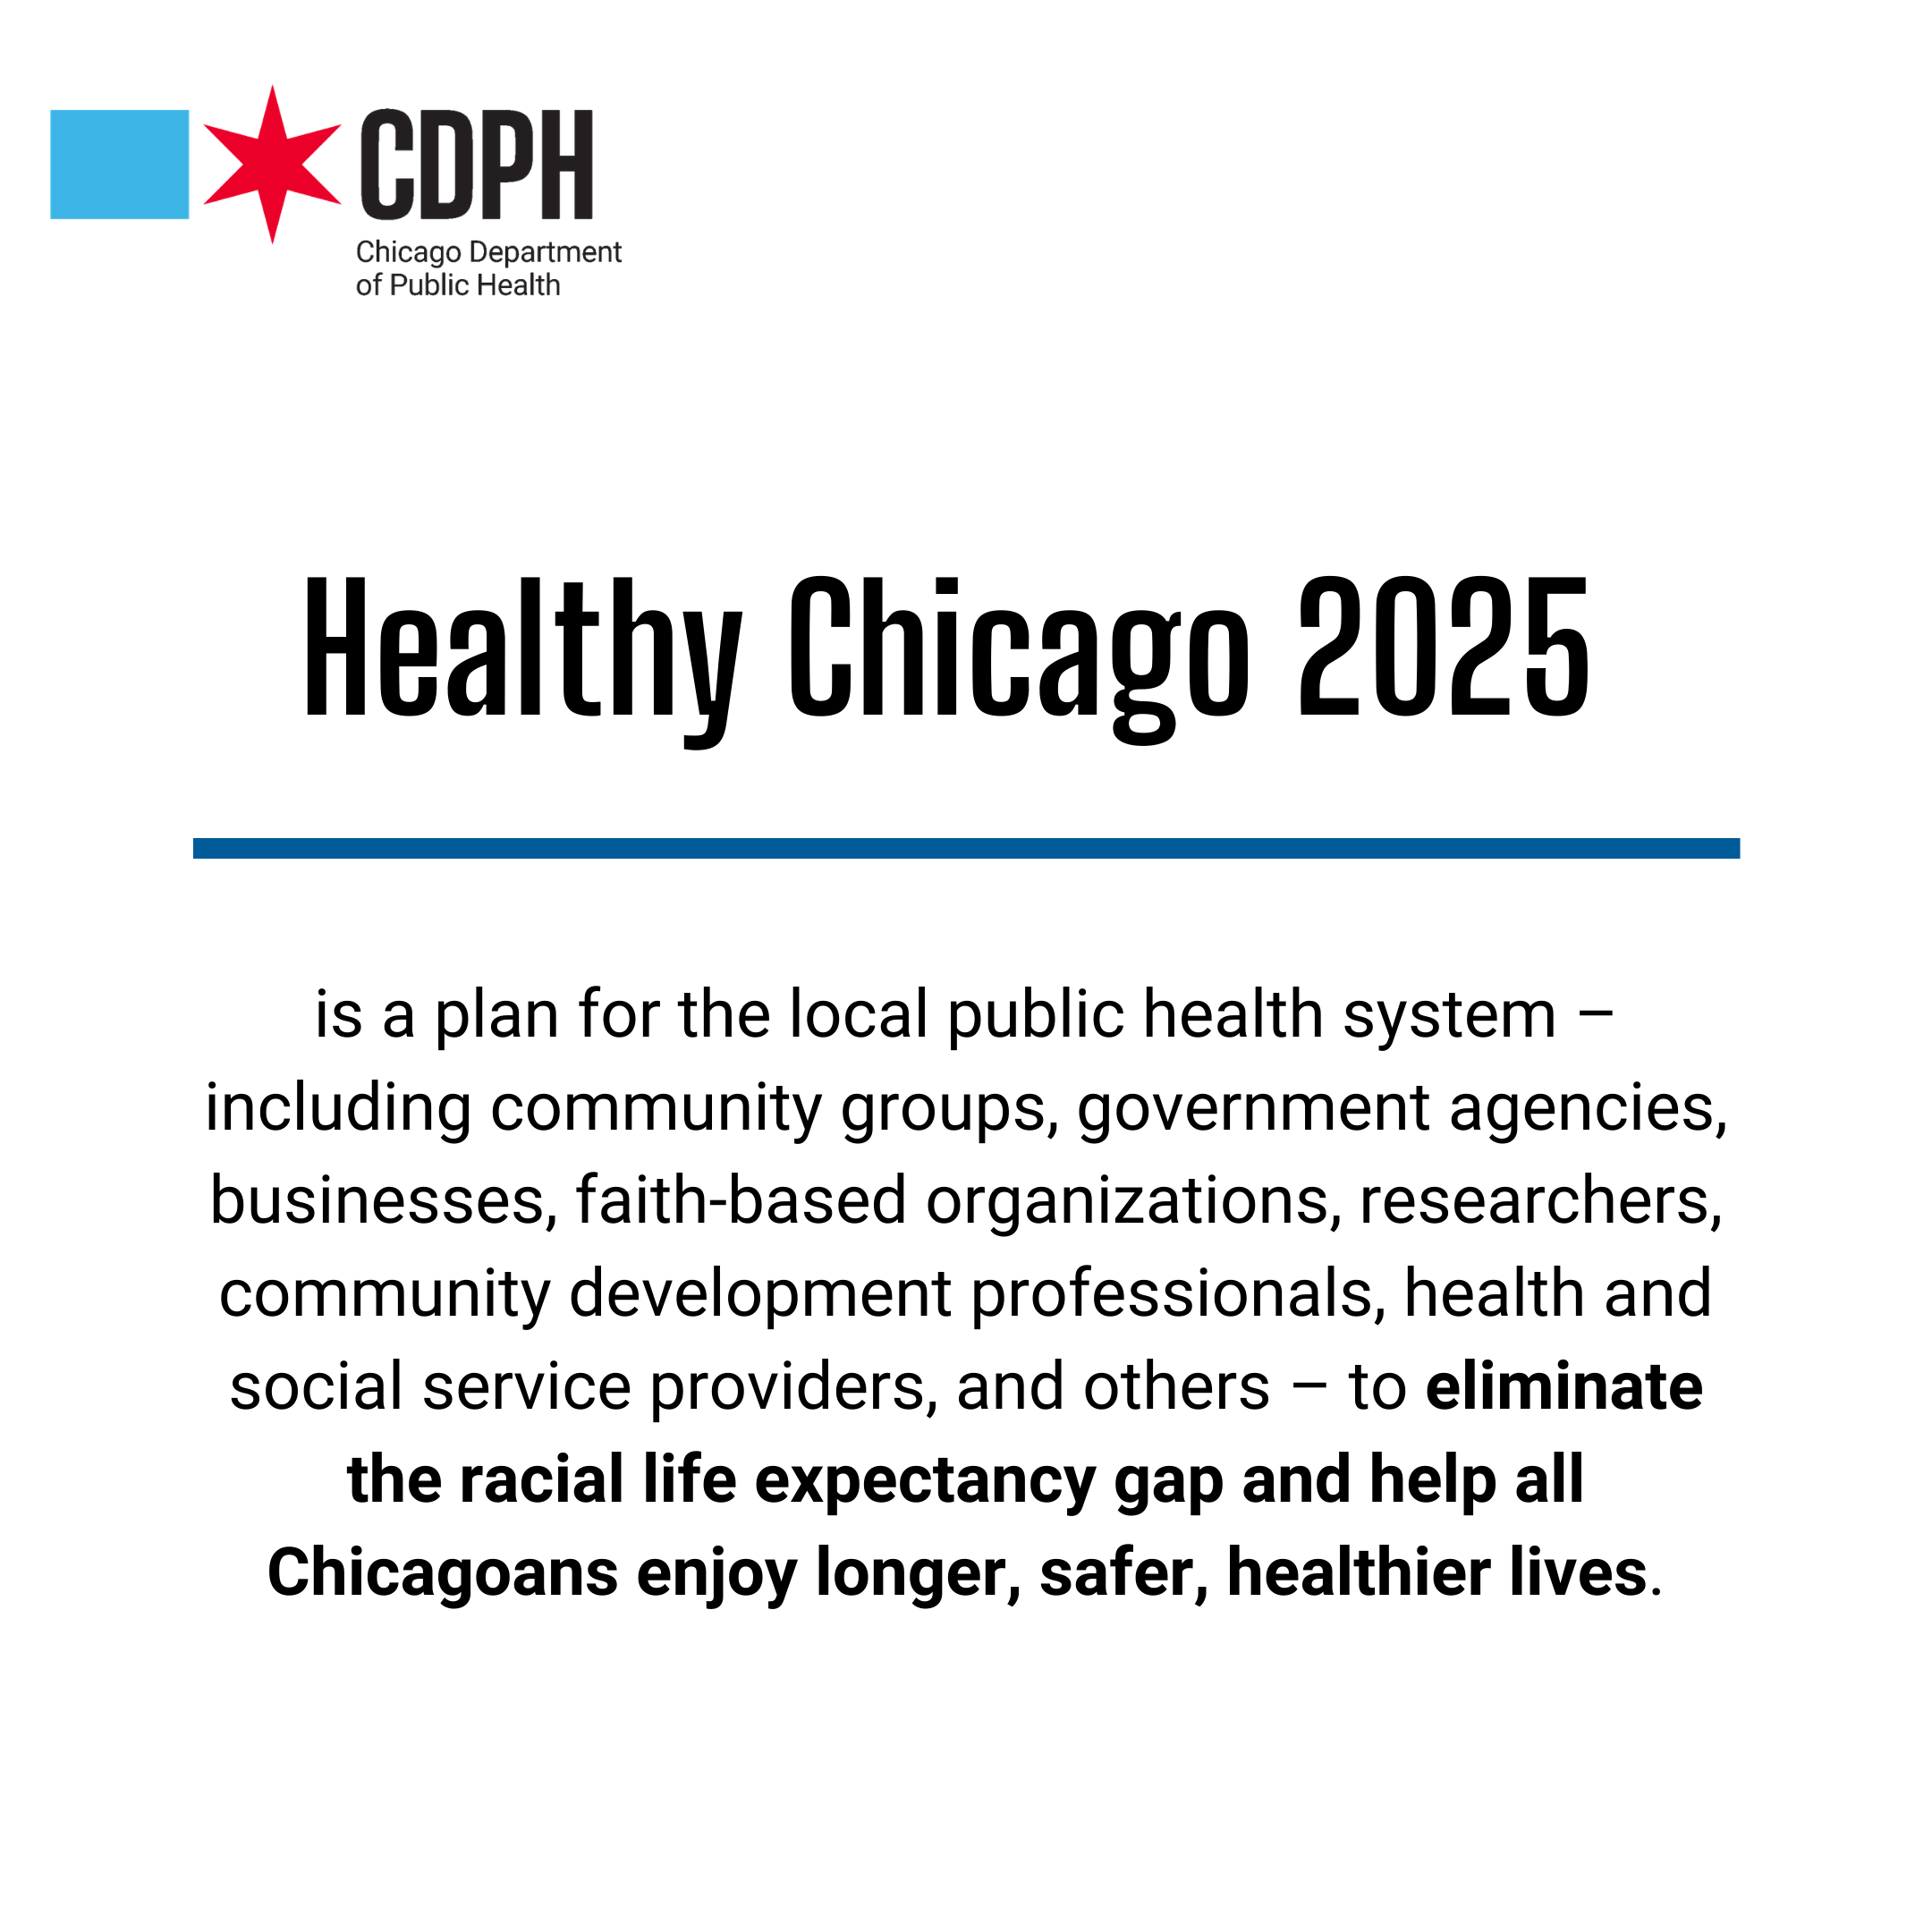 CDPH
Chicago Department
of Public Health
Healthy Chicago 2025
is a plan for the local public health system –
including community groups, government agencies,
businesses, faith-based organizations, researchers,
community development professionals, health and
social service providers, and others – to eliminate
the racial life expectancy gap and help all
Chicagoans enjoy longer, safer, healthier lives.